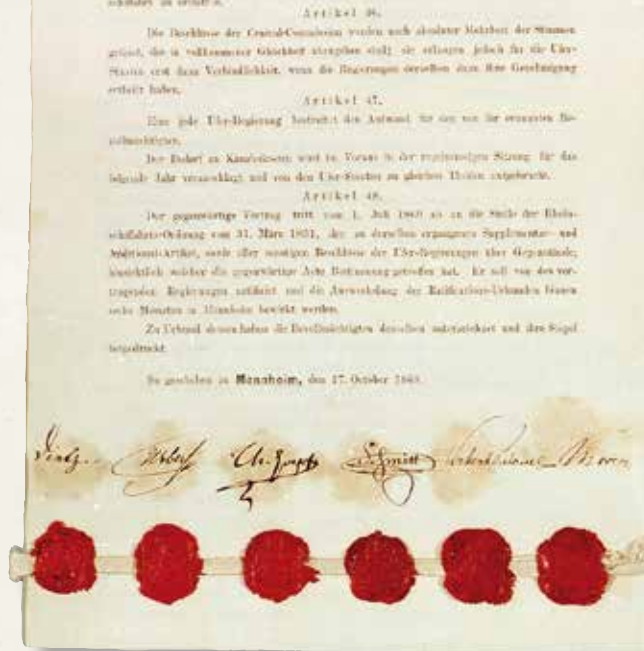 Artikel 46.
Die Beschlüsse der Central-Commission werden nach absoluter Mehrheit der Stimmen
gefasst, die in vollkommener Gleichheit abzugeben sind; sie erlangen jedoch für die Ufer-
Staaten erst dann Verbindlichkeit, wenn die Regierungen derselben dazu ihre Genehmigung
ertheilt haben.
Artikel 47.
Eine jede Ufer-Regierung bestreitet den Aufwand für den von ihr ernannten Be-
vollmächtigten.
Der Bedarf an Kanzleikosten wird im Voraus in der regelmässigen Sitzung für das
folgende Jahr veranschlagt und von den Ufer-Staaten zu gleichen Theilen aufgebracht.
Artikel 48.
Der gegenwärtige Vertrag tritt vom 1. Juli 1869 an an die Stelle der Rhein-
schiffahrts-Ordnung vom 31. März 1831, der zu derselben ergangenen Supplementar- und
Additional-Artikel, sowie aller sonstigen Beschlüsse der Ufer-Regierungen über Gegenstände,
hinsichtlich welcher die gegenwärtige Acte Bestimmung getroffen hat. Er soll von den ver-
tragenden Regierungen ratificirt und die Auswechslung der Ratifications-Urkunden binnen
sechs Monaten in Mannheim bewirkt werden.
Zu Urkund dessen haben die Bevollmächtigten denselben unterzeichnet und ihre Siegel
beigedruckt.
So geschehen in Mannheim, den 17. October 1868.
Dietz Schmitt